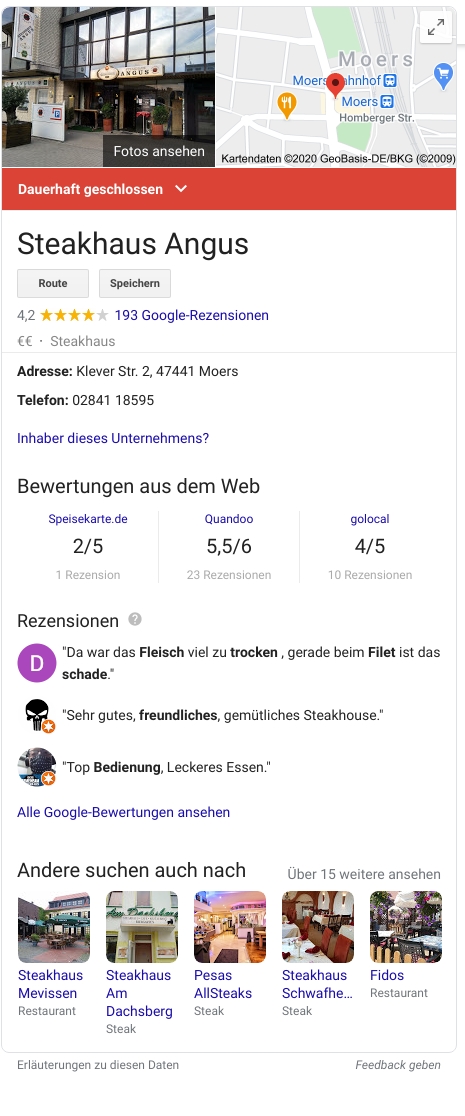 ANGUS
Fotos ansehen
Moers
Moers Bahnhof
Moers
Homberger Str.
Kartendaten ©2020 GeoBasis-DE/BKG (©2009)
Dauerhaft geschlossen
Steakhaus Angus
Route
Speichern
4,2 193 Google-Rezensionen
€€ · Steakhaus
Adresse: Klever Str. 2, 47441 Moers
Telefon: 02841 18595
Inhaber dieses Unternehmens?
Bewertungen aus dem Web
Speisekarte.de Quandoo golocal
2/5 5,5/6 4/5
1 Rezension 23 Rezensionen 10 Rezensionen
Rezensionen ?
D
"Da war das Fleisch viel zu trocken , gerade beim Filet ist das
schade."
"Sehr gutes, freundliches, gemütliches Steakhouse."
"Top Bedienung, Leckeres Essen."
Alle Google-Bewertungen ansehen
Andere suchen auch nach
Über 15 weitere ansehen
Steakhaus
Mevissen
Restaurant
Steakhaus
Am
Dachsberg
Steak
Pesas
AllSteaks
Steak
Steakhaus
Schwafhe…
Steak
Fidos
Restaurant
Erläuterungen zu diesen Daten
Feedback geben